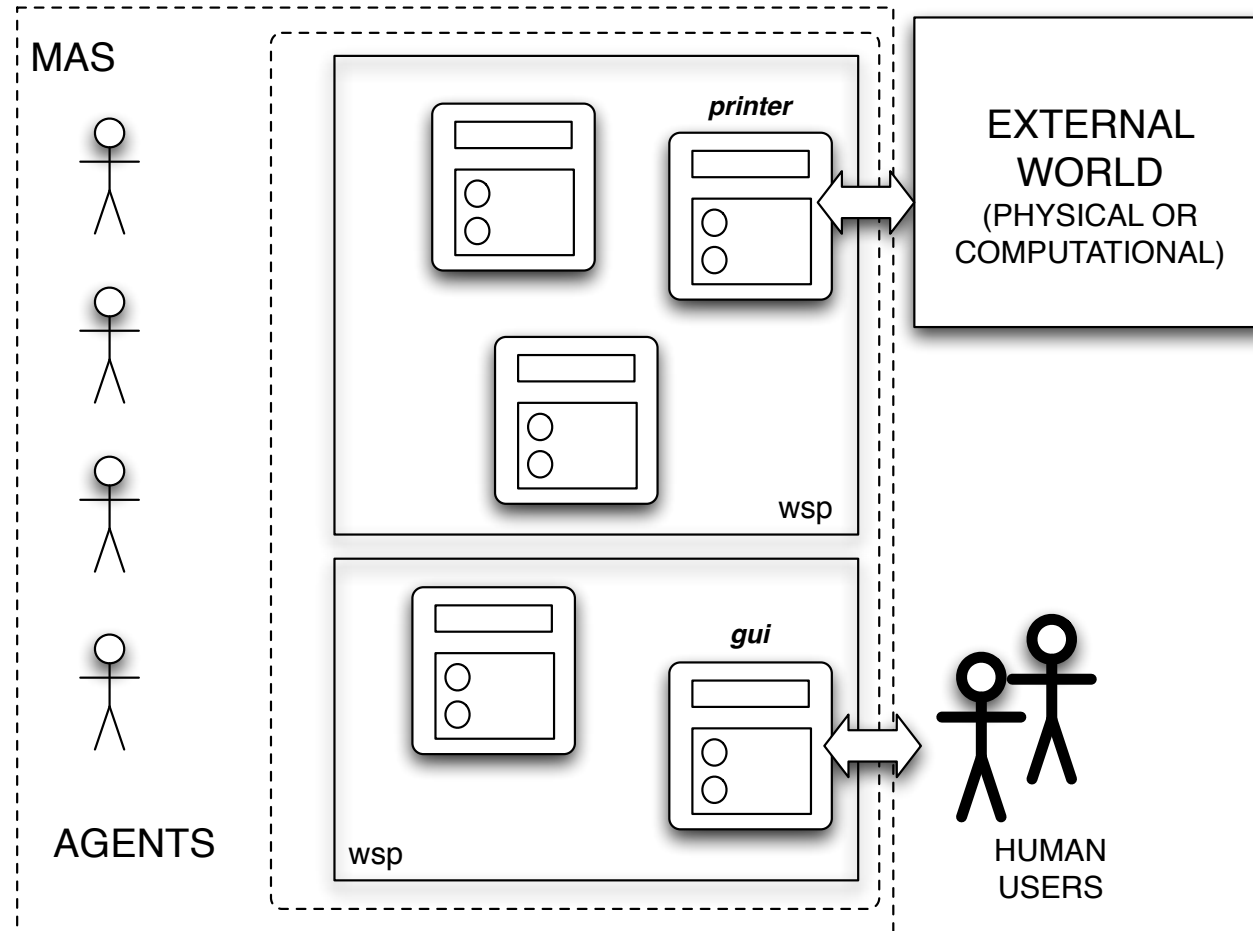 MAS
printer
EXTERNAL
WORLD
(PHYSICAL OR
COMPUTATIONAL)
wsp
gui
AGENTS
wsp
HUMAN
USERS